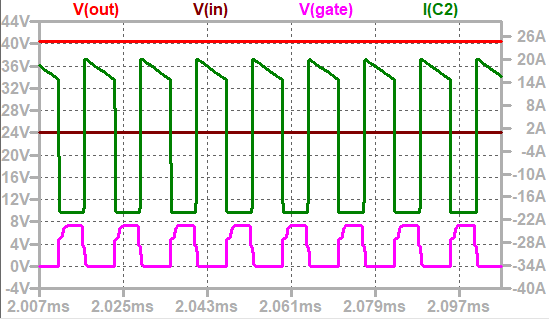 V(out) V(in) V(gate) I(C2)
44V
40V 26A
36V 20A
32V 14A
28V 8A
24V 2A
20V -4A
16V -10A
12V -16A
8V -22A
4V -28A
0V -34A
-4V -40A
2.007ms 2.025ms 2.043ms 2.061ms 2.079ms 2.097ms